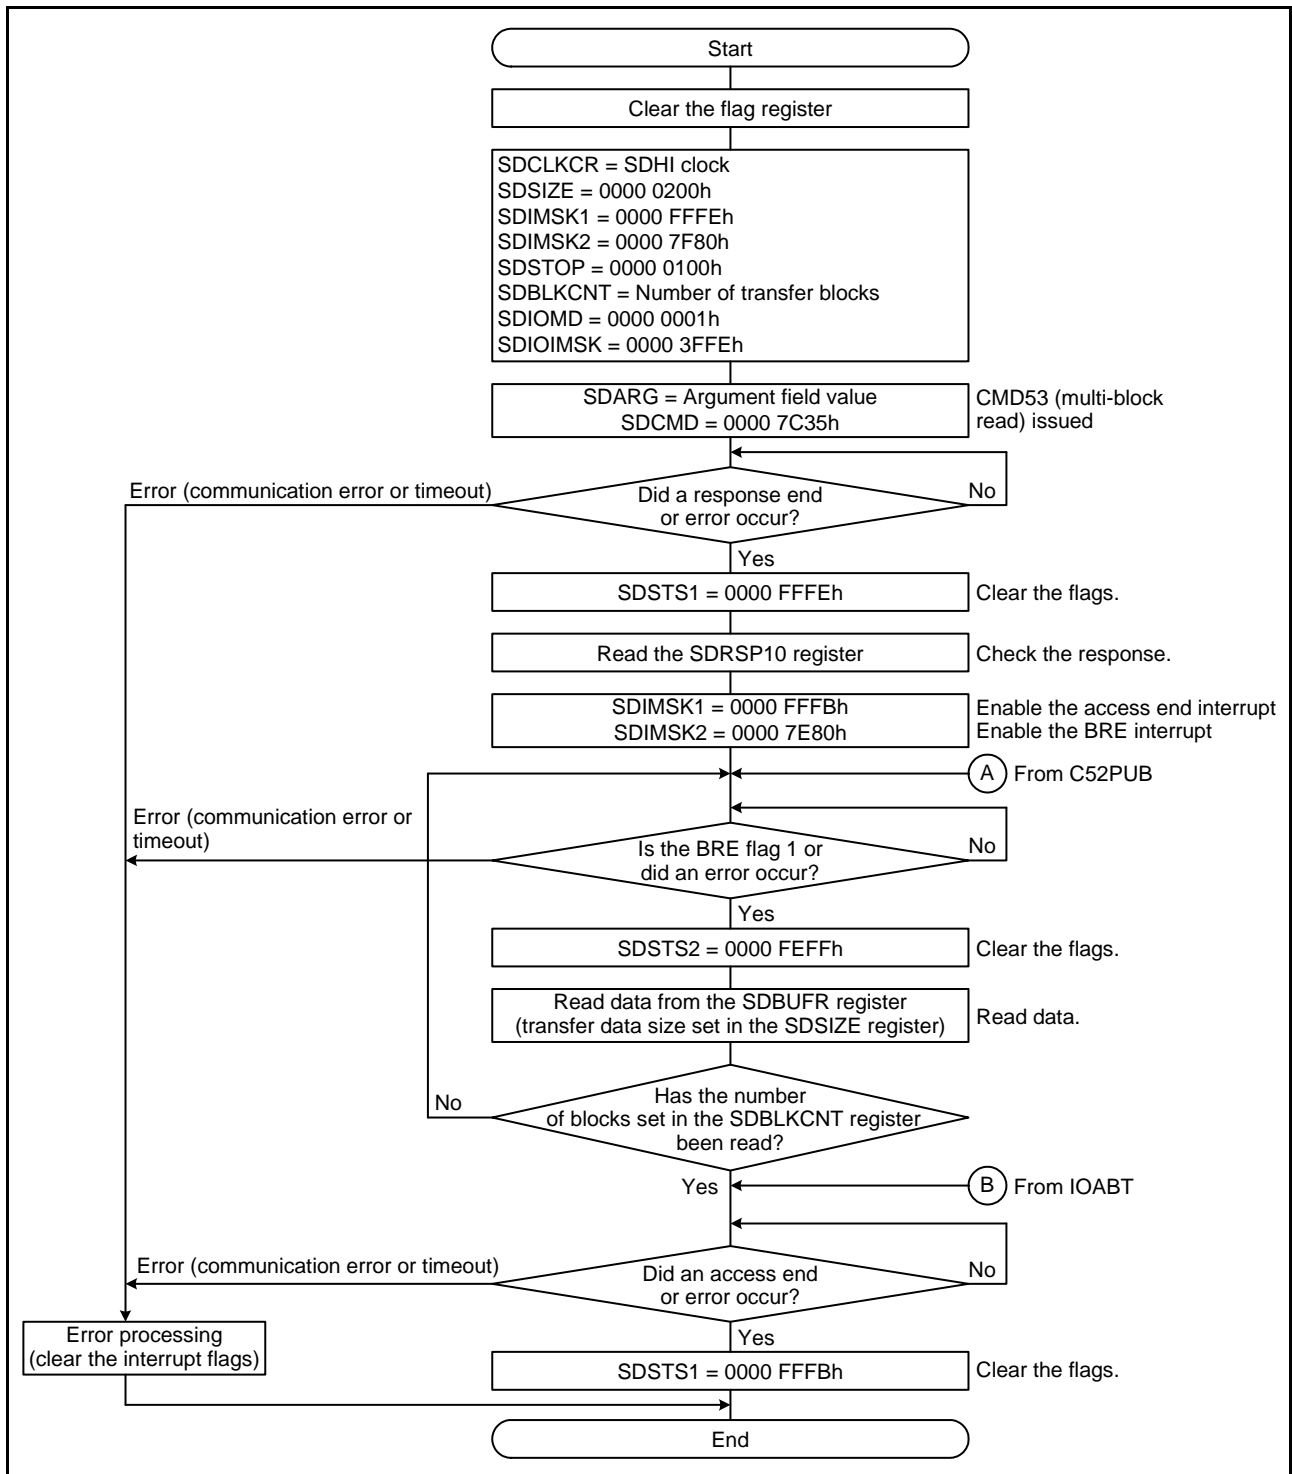 Start
Clear the flag register
SDCLKCR = SDHI clock
SDSIZE = 0000 0200h
SDIMSK1 = 0000 FFFEh
SDIMSK2 = 0000 7F80h
SDSTOP = 0000 0100h
SDBLKCNT = Number of transfer blocks
SDIOMD = 0000 0001h
SDIOIMSK = 0000 3FFEh
SDARG = Argument field value
SDCMD = 0000 7C35h
CMD53 (multi-block
read) issued
Error (communication error or timeout)
Did a response end
or error occur?
No
Yes
SDSTS1 = 0000 FFFEh
Clear the flags.
Read the SDRSP10 register
Check the response.
SDIMSK1 = 0000 FFFBh
SDIMSK2 = 0000 7E80h
Enable the access end interrupt
Enable the BRE interrupt
A
From C52PUB
Error (communication error or
timeout)
Is the BRE flag 1 or
did an error occur?
No
Yes
SDSTS2 = 0000 FEFFh
Clear the flags.
Read data from the SDBUFR register
(transfer data size set in the SDSIZE register)
Read data.
No
Has the number
of blocks set in the SDBLKCNT register
been read?
Yes
B
From IOABT
Error (communication error or timeout)
Did an access end
or error occur?
No
Yes
Error processing
(clear the interrupt flags)
SDSTS1 = 0000 FFFBh
Clear the flags.
End